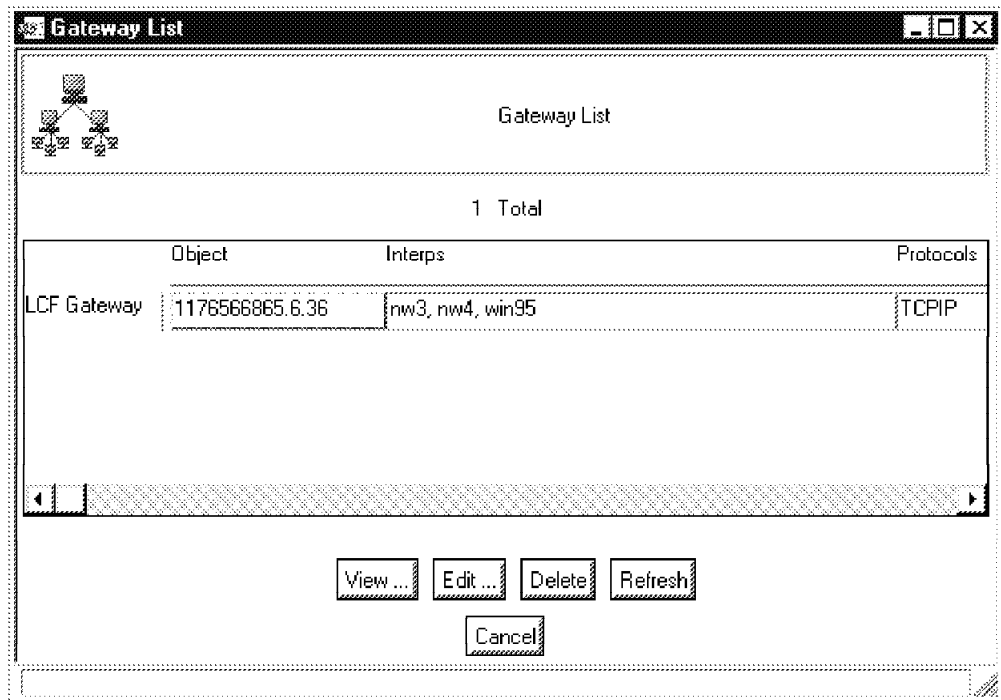 Gateway List
Gateway List
1 Total
Object Interps Protocols
LCF Gateway 1176566865.6.36 nw3, nw4, win95 TCPIP
View ... Edit ... Delete Refresh
Cancel